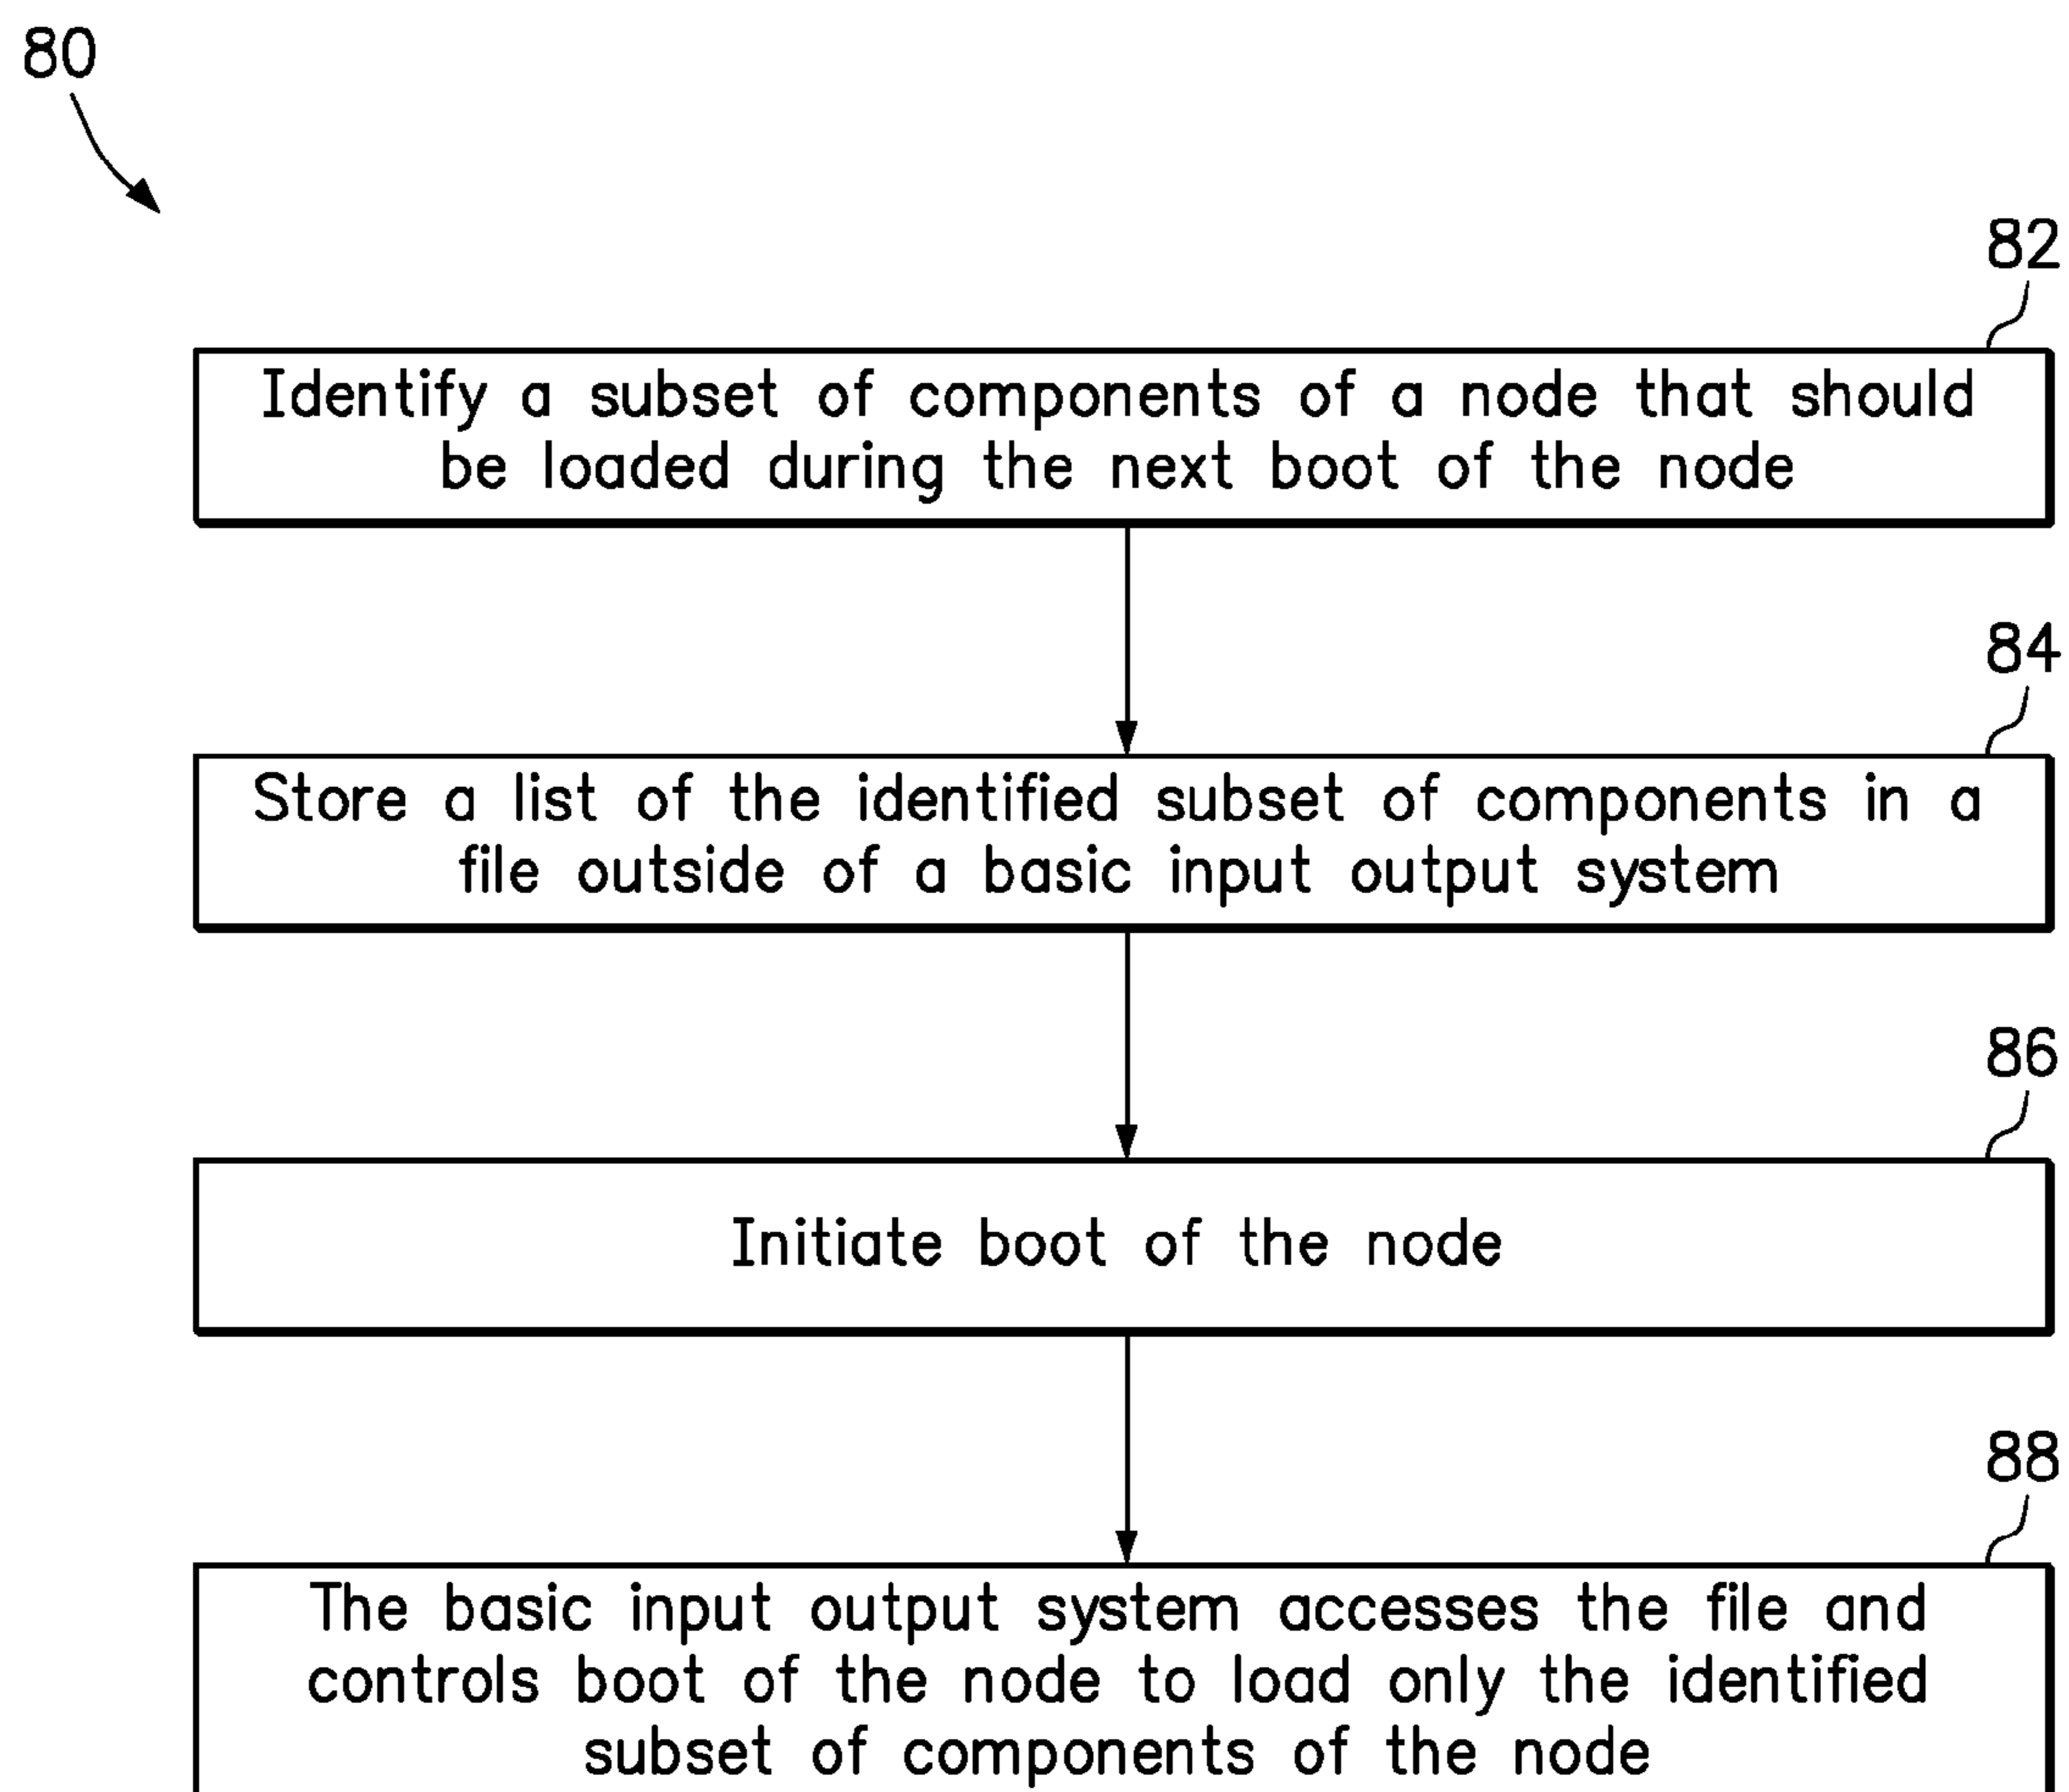 80
82
Identify a subset of components of a node that should
be loaded during the next boot of the node
84
Store a list of the identified subset of components in a
file outside of a basic input output system
86
Initiate boot of the node
88
The basic input output system accesses the file and
controls boot of the node to load only the identified
subset of components of the node